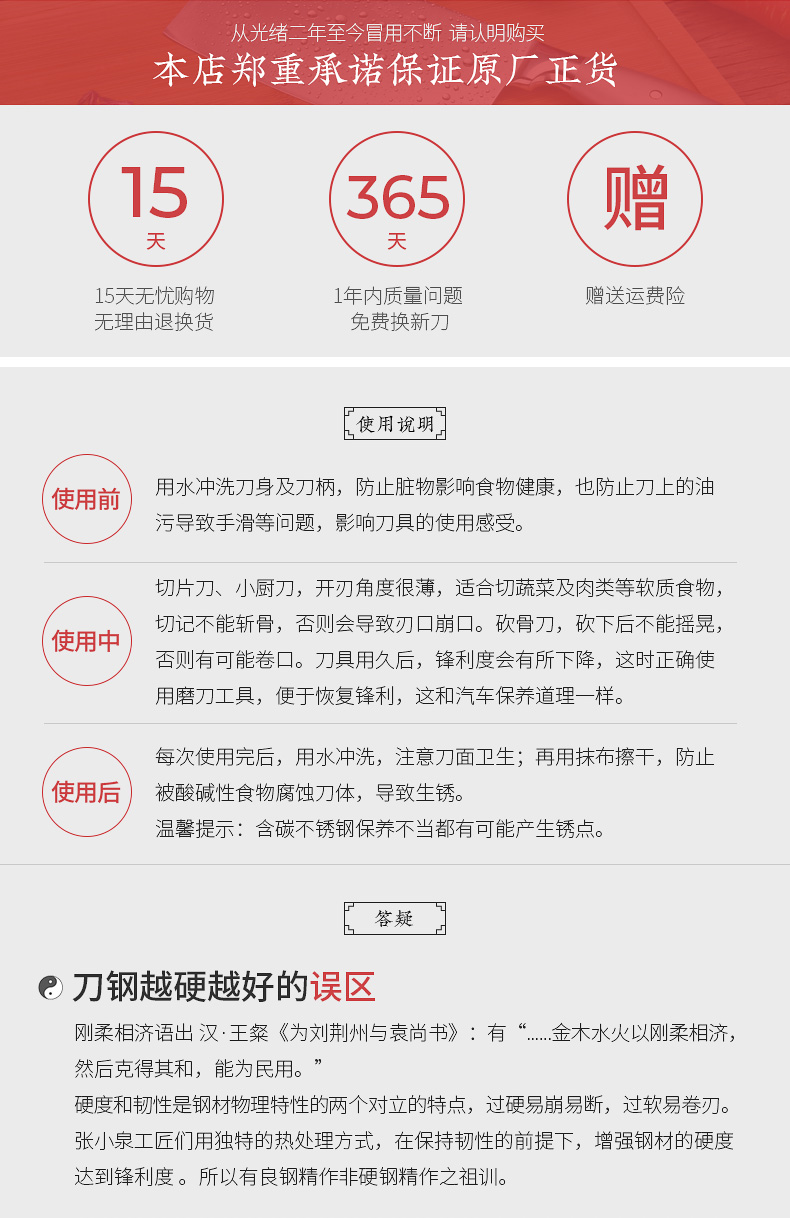 从光绪二年至今冒用不断 请认明购买
本店郑重承诺保证原厂正货
15
天
365
天
赠
15天无忧购物
无理由退换货
1年内质量问题
免费换新刀
赠送运费险
使用说明
使用前
用水冲洗刀身及刀柄，防止脏物影响食物健康，也防止刀上的油
污导致手滑等问题，影响刀具的使用感受。
使用中
切片刀、小厨刀，开刃角度很薄，适合切蔬菜及肉类等软质食物，
切记不能斩骨，否则会导致刃口崩口。砍骨刀，砍下后不能摇晃，
否则有可能卷口。刀具用久后，锋利度会有所下降，这时正确使
用磨刀工具，便于恢复锋利，这和汽车保养道理一样。
使用后
每次使用完后，用水冲洗，注意刀面卫生；再用抹布擦干，防止
被酸碱性食物腐蚀刀体，导致生锈。
温馨提示：含碳不锈钢保养不当都有可能产生锈点。
答疑
刀钢越硬越好的误区
刚柔相济语出 汉·王粲《为刘荆州与袁尚书》：有“......金木水火以刚柔相济，
然后克得其和，能为民用。”
硬度和韧性是钢材物理特性的两个对立的特点，过硬易崩易断，过软易卷刃。
张小泉工匠们用独特的热处理方式，在保持韧性的前提下，增强钢材的硬度
达到锋利度 。所以有良钢精作非硬钢精作之祖训。